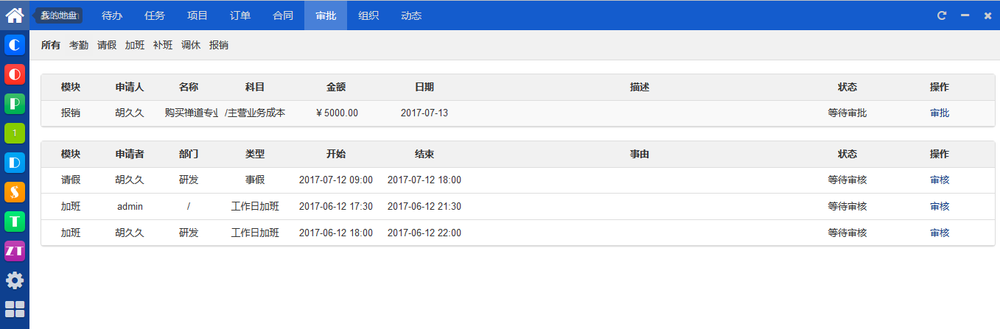 我的地盘 待办 任务 项目 订单 合同 审批 组织 动态
所有 考勤 请假 加班 补班 调休 报销
模块 申请人 名称 科目 金额 日期 描述 状态 操作
报销 胡久久 购买禅道专业 /主营业务成本 ¥ 5000.00 2017-07-13 等待审批 审批
模块 申请者 部门 类型 开始 结束 事由 状态 操作
请假 胡久久 研发 事假 2017-07-12 09:00 2017-07-12 18:00 等待审核 审核
加班 admin / 工作日加班 2017-06-12 17:30 2017-06-12 21:30 等待审核 审核
加班 胡久久 研发 工作日加班 2017-06-12 18:00 2017-06-12 22:00 等待审核 审核
C
O
P
1
D
S
T
ZT